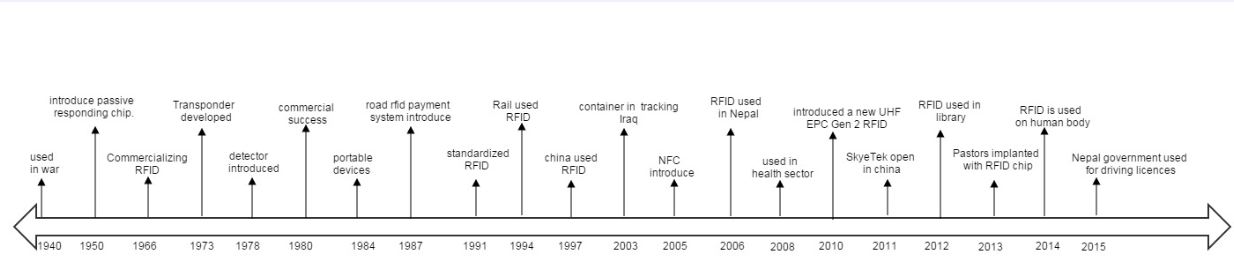 introduce passive
responding chip.
Transponder
developed
commercial
success
road rfid payment
system introduce
Rail used
RFID
container in tracking
Iraq
RFID used
in Nepal
introduced a new UHF
EPC Gen 2 RFID
RFID used in
library
RFID is used
on human body
used
in war
Commercializing
RFID
detector
introduced
portable
devices
standardized
RFID
china used
RFID
NFC
introduce
used in
health sector
SkyeTek open
in china
Pastors implanted
with RFID chip
Nepal government used
for driving licences
1940 1950 1966 1973 1978 1980 1984 1987 1991 1994 1997 2003 2005 2006 2008 2010 2011 2012 2013 2014 2015